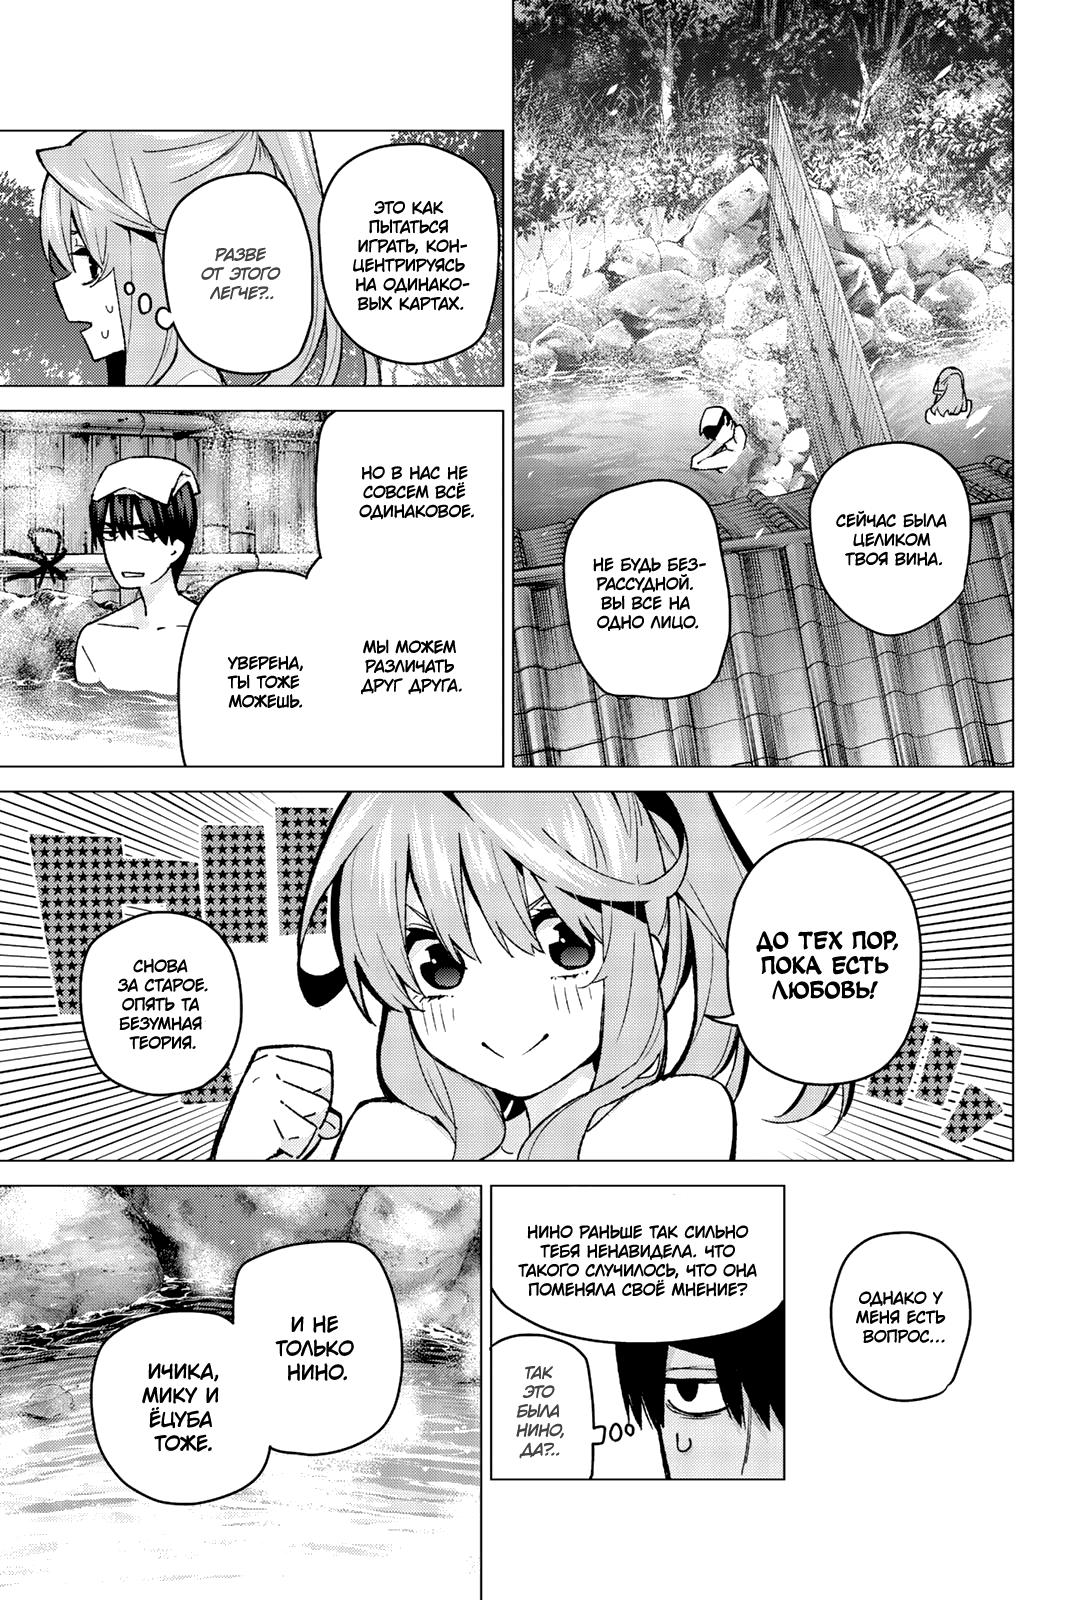 СЕЙЧАС БЫЛА
ЦЕЛИКОМ
ТВОЯ ВИНА.
НЕ БУДЬ БЕЗ-
РАССУДНОЙ.
ВЫ ВСЕ НА
ОДНО ЛИЦО.
ЭТО КАК
ПЫТАТЬСЯ
ИГРАТЬ, КОН-
ЦЕНТРИРУЯСЬ
НА ОДИНАКО-
ВЫХ КАРТАХ.
РАЗВЕ
ОТ ЭТОГО
ЛЕГЧЕ?..
НО В НАС НЕ
СОВСЕМ ВСЁ
ОДИНАКОВОЕ.
МЫ МОЖЕМ
РАЗЛИЧАТЬ
ДРУГ ДРУГА.
УВЕРЕНА,
ТЫ ТОЖЕ
МОЖЕШЬ.
ДО ТЕХ ПОР,
ПОКА ЕСТЬ
ЛЮБОВЬ!
СНОВА
ЗА СТАРОЕ.
ОПЯТЬ ТА
БЕЗУМНАЯ
ТЕОРИЯ.
ОДНАКО У
МЕНЯ ЕСТЬ
ВОПРОС...
НИНО РАНЬШЕ ТАК СИЛЬНО
ТЕБЯ НЕНАВИДЕЛА. ЧТО
ТАКОГО СЛУЧИЛОСЬ, ЧТО ОНА
ПОМЕНЯЛА СВОЁ МНЕНИЕ?
ТАК
ЭТО
БЫЛА
НИНО,
ДА?..
И НЕ
ТОЛЬКО
НИНО.
ИЧИКА,
МИКУ И
ЁЦУБА
ТОЖЕ.